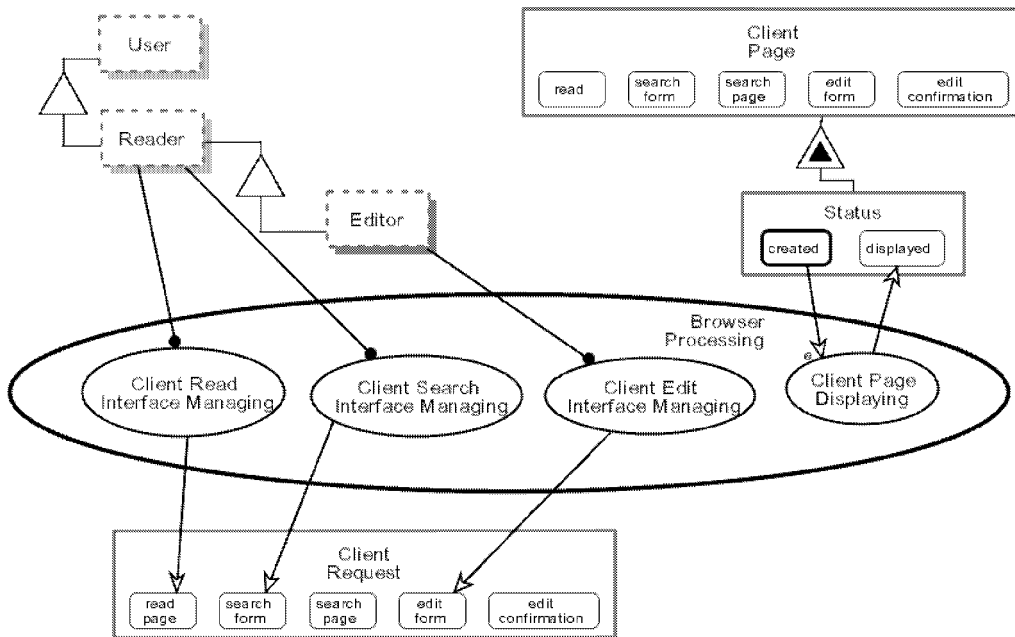 User
Client
Page
read
search
form
search
page
edit
form
edit
confirmation
Reader
Editor
Status
created
displayed
Browser
Processing
e
Client Read
Interface Managing
Client Search
Interface Managing
Client Edit
Interface Managing
Client Page
Displaying
Client
Request
read
page
search
form
search
page
edit
form
edit
confirmation